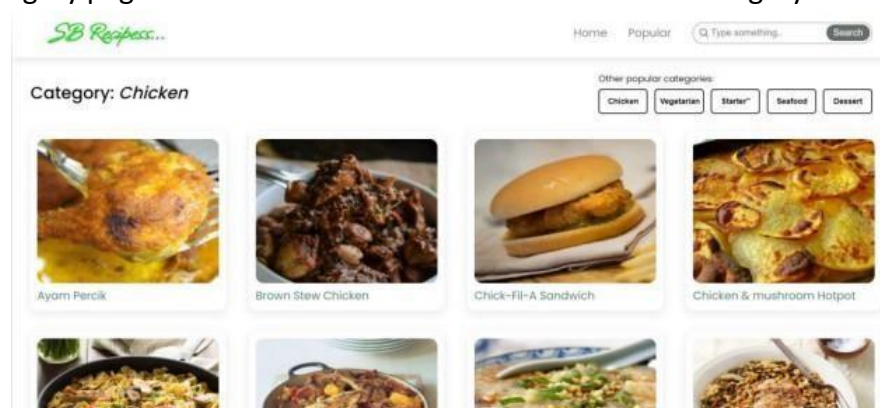 SB Recipess...
Home Popular Type something.. Search
Category: Chicken
Other popular categories:
Chicken Vegetarian Starter" Seafood Dessert
Ayam Percik Brown Stew Chicken Chick-Fil-A Sandwich Chicken & mushroom Hotpot